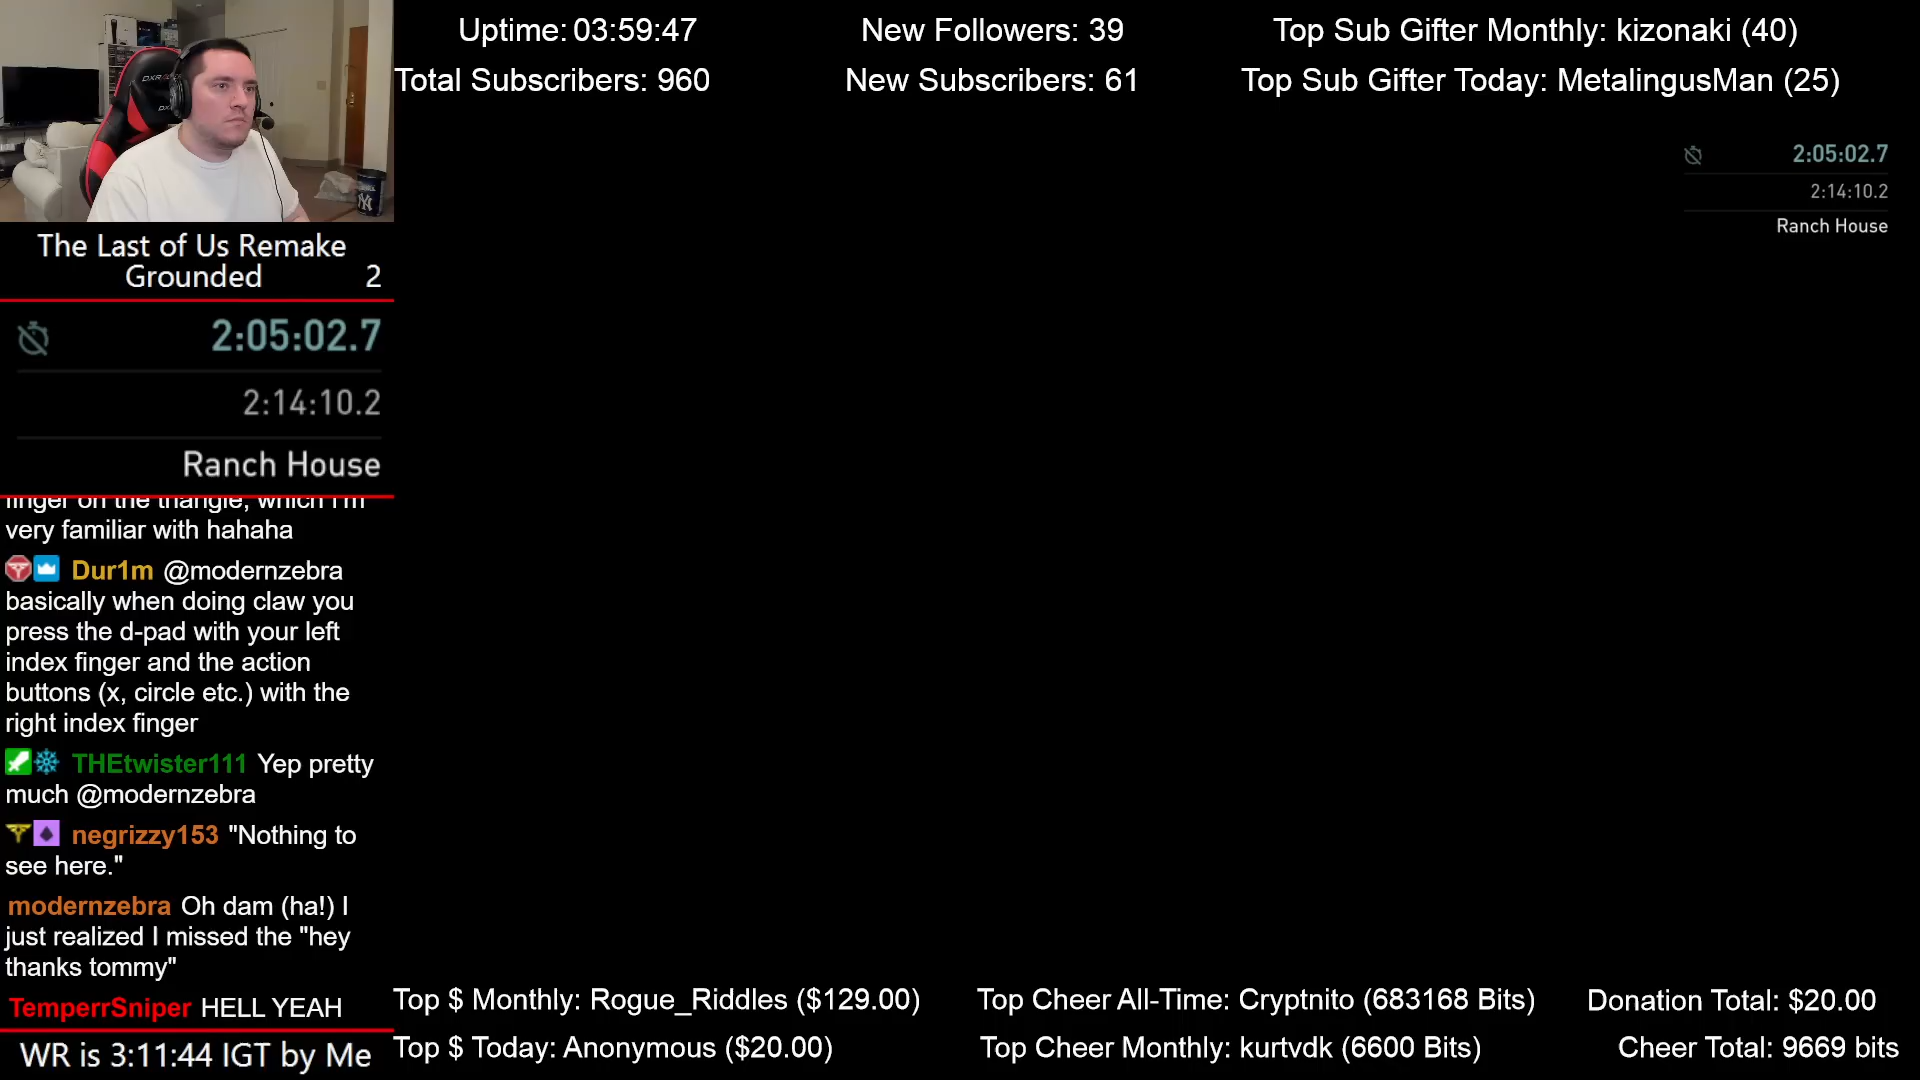 Uptime: 03:59:47
New Followers: 39
Top Sub Gifter Monthly: kizonaki (40)
Total Subscribers: 960
New Subscribers: 61
Top Sub Gifter Today: MetalingusMan (25)
2:05:02.7
2:14:10.2
Ranch House
The Last of Us Remake
Grounded 2
2:05:02.7
2:14:10.2
Ranch House
finger on the triangle, which I'm
very familiar with hahaha
Dur1m @modernzebra
basically when doing claw you
press the d-pad with your left
index finger and the action
buttons (x, circle etc.) with the
right index finger
THEtwister111 Yep pretty
much @modernzebra
negrizzy153 "Nothing to
see here."
modernzebra Oh dam (ha!) I
just realized I missed the "hey
thanks tommy"
TemperrSniper HELL YEAH
WR is 3:11:44 IGT by Me
Top $ Monthly: Rogue_Riddles ($129.00)
Top Cheer All-Time: Cryptnito (683168 Bits)
Donation Total: $20.00
Top $ Today: Anonymous ($20.00)
Top Cheer Monthly: kurtvdk (6600 Bits)
Cheer Total: 9669 bits